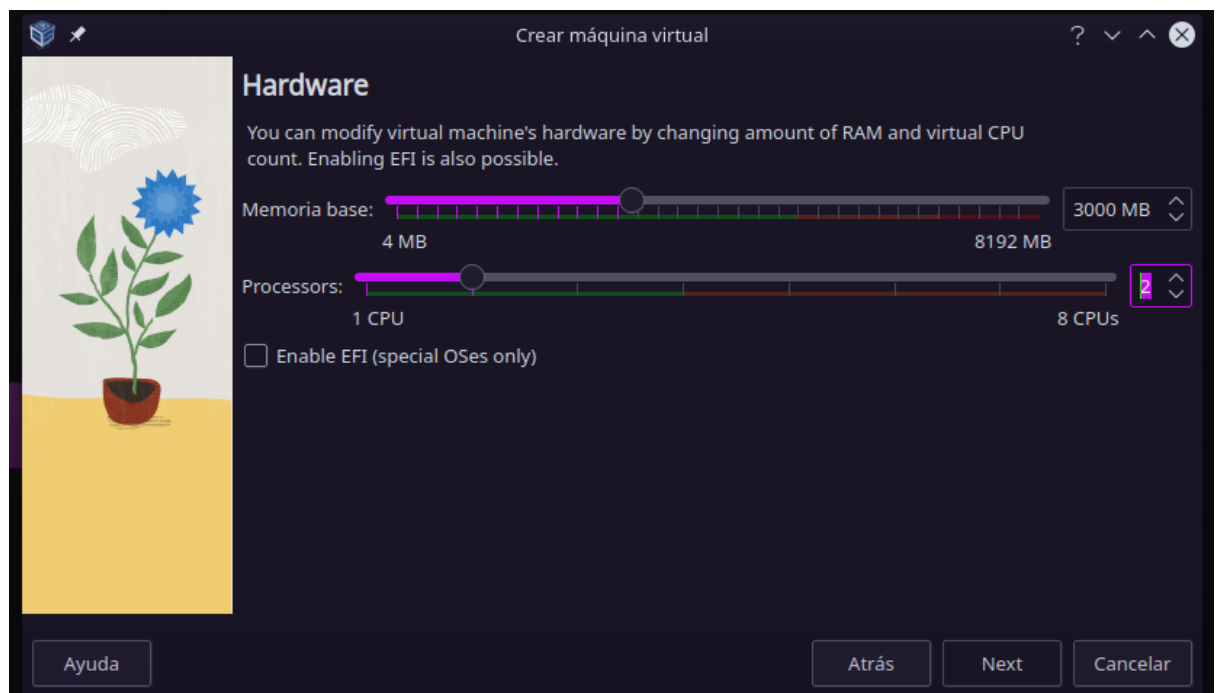 Crear máquina virtual
Hardware
You can modify virtual machine's hardware by changing amount of RAM and virtual CPU
count. Enabling EFI is also possible.
Memoria base: 3000 MB
4 MB 8192 MB
Processors: 2
1 CPU 8 CPUs
Enable EFI (special OSes only)
Ayuda Atrás Next Cancelar